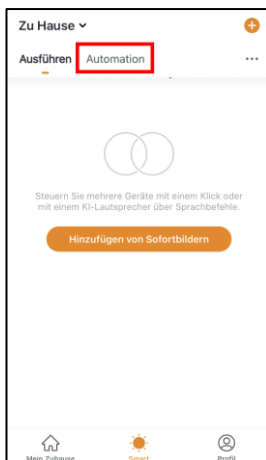 Zu Hause
Ausführen Automation
Steuern Sie mehrere Geräte mit einem Klick oder
mit einem KI-Lautsprecher über Sprachbefehle.
Hinzufügen von Sofortbildern
Mein Zuhause Smart Profil